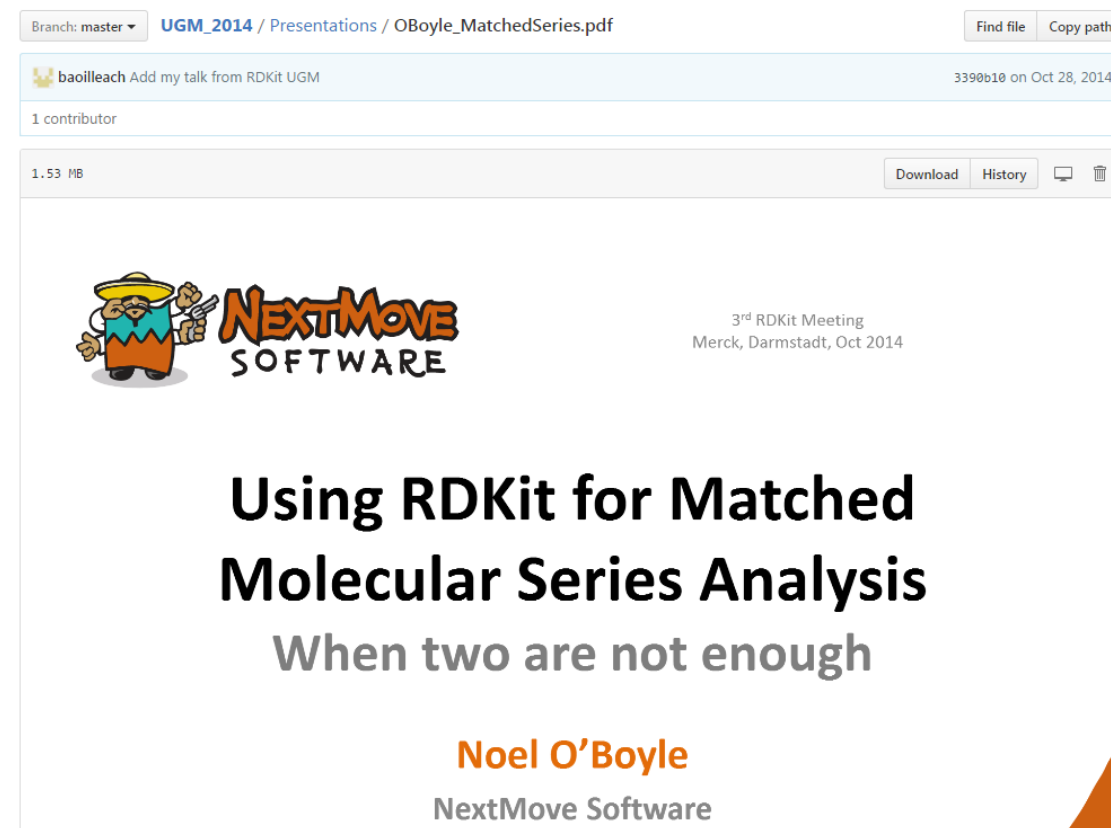 Branch: master UGM_2014 / Presentations / OBoyle_MatchedSeries.pdf Find file Copy path
baoilleach Add my talk from RDKit UGM 3390b10 on Oct 28, 2014
1 contributor
1.53 MB Download History
NEXTMOVE
SOFTWARE
3rd RDKit Meeting
Merck, Darmstadt, Oct 2014
Using RDKit for Matched
Molecular Series Analysis
When two are not enough
Noel O’Boyle
NextMove Software